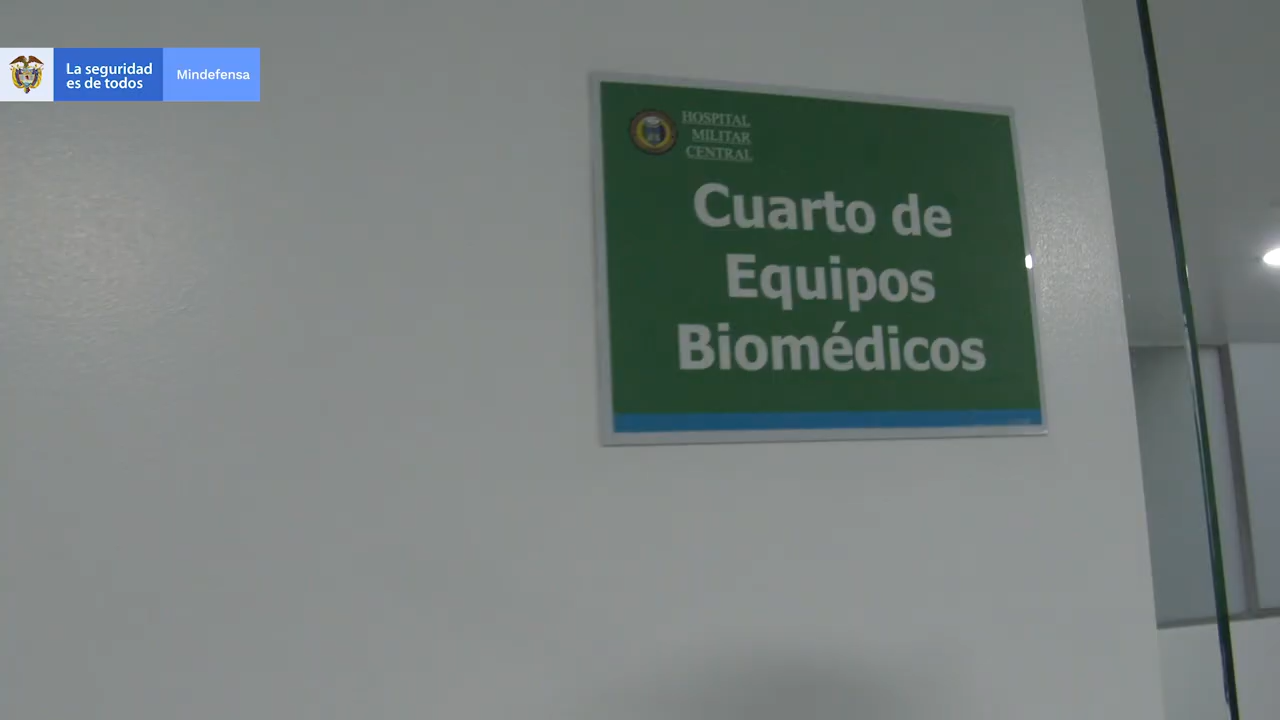 La seguridad
es de todos
Mindefensa
HOSPITAL
MILITAR
CENTRAL
Cuarto de
Equipos
Biomédicos